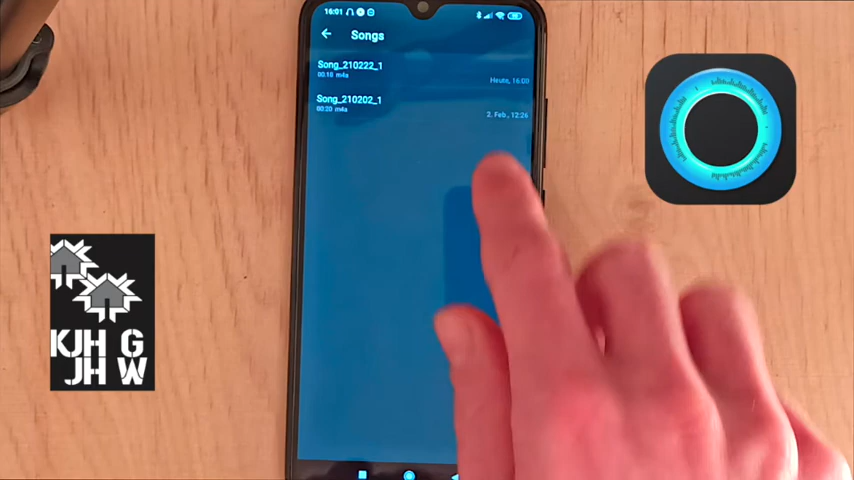 16:01
Songs
Song_210222_1
00:18 m4a
Heute, 16:00
Song_210202_1
00:20 m4a
2. Feb., 12:26
KJH G
JH W